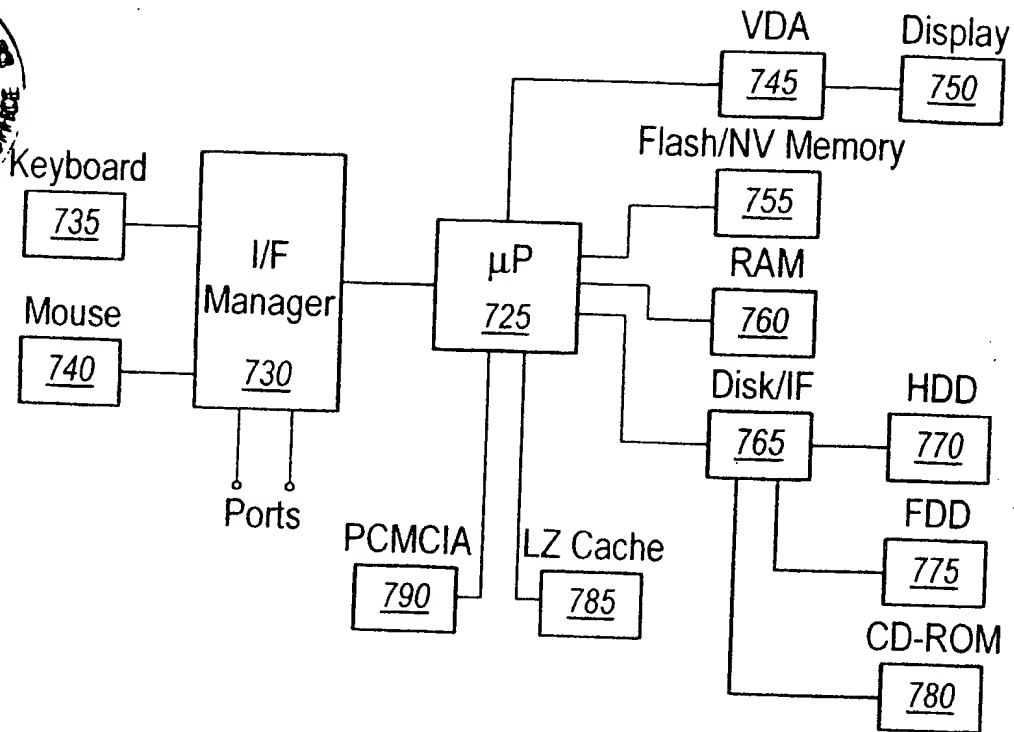 VDA
745
Display
750
Flash/NV Memory
755
Keyboard
735
I/F
Manager
730
μP
725
RAM
760
Mouse
740
Disk/IF
765
HDD
770
Ports
FDD
775
PCMCIA
790
LZ Cache
785
CD-ROM
780